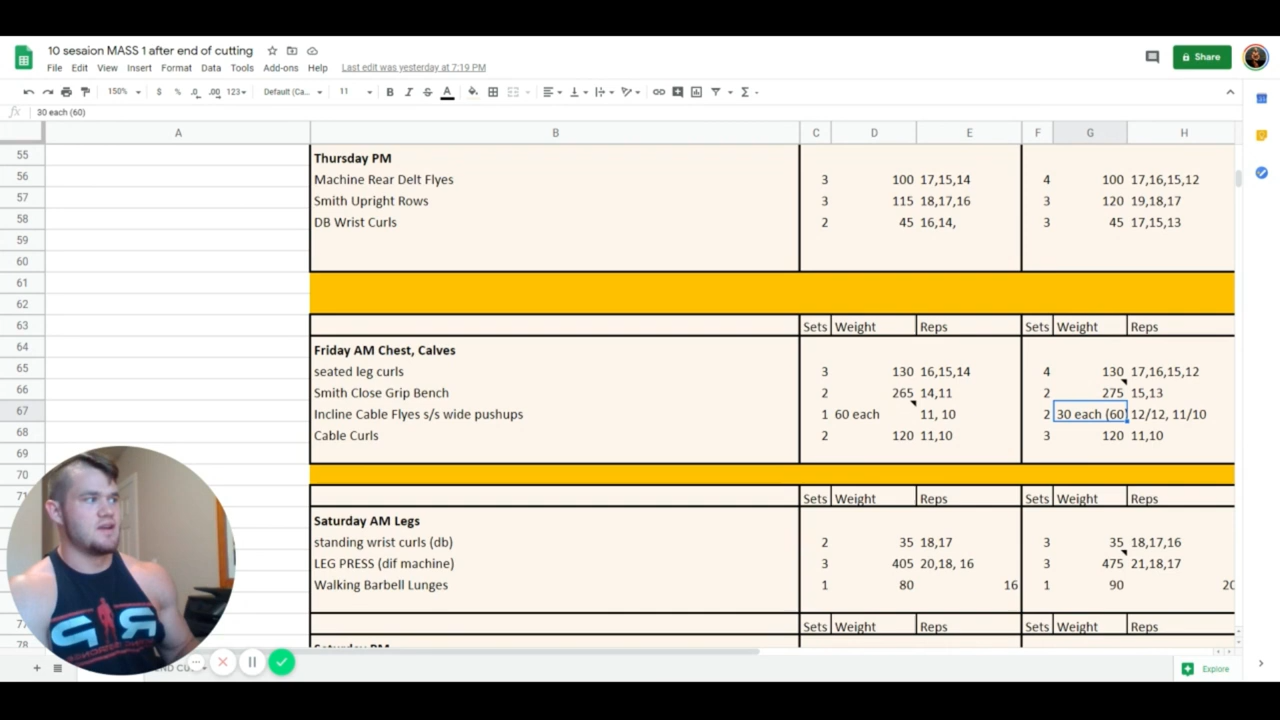 10 sesaion MASS 1 after end of cutting
File Edit View Insert Format Data Tools Add-ons Help Last edit was yesterday at 7:19 PM
Share
150% $ % .0 .00 123 Default (Ca... 11 B I S A
fx 30 each (60)
A B C D E F G H
55 Thursday PM
56 Machine Rear Delt Flyes 3 100 17,15,14 4 100 17,16,15,12
57 Smith Upright Rows 3 115 18,17,16 3 120 19,18,17
58 DB Wrist Curls 2 45 16,14, 3 45 17,15,13
59
60
61
62
63 Sets Weight Reps Sets Weight Reps
64 Friday AM Chest, Calves
65 seated leg curls 3 130 16,15,14 4 130 17,16,15,12
66 Smith Close Grip Bench 2 265 14,11 2 275 15,13
67 Incline Cable Flyes s/s wide pushups 1 60 each 11, 10 2 30 each (60) 12/12, 11/10
68 Cable Curls 2 120 11,10 3 120 11,10
69
70
71 Sets Weight Reps Sets Weight Reps
Saturday AM Legs
standing wrist curls (db) 2 35 18,17 3 35 18,17,16
LEG PRESS (dif machine) 3 405 20,18, 16 3 475 21,18,17
Walking Barbell Lunges 1 80 16 1 90 20
77 Sets Weight Reps Sets Weight Reps
78 Saturday PM
Explore